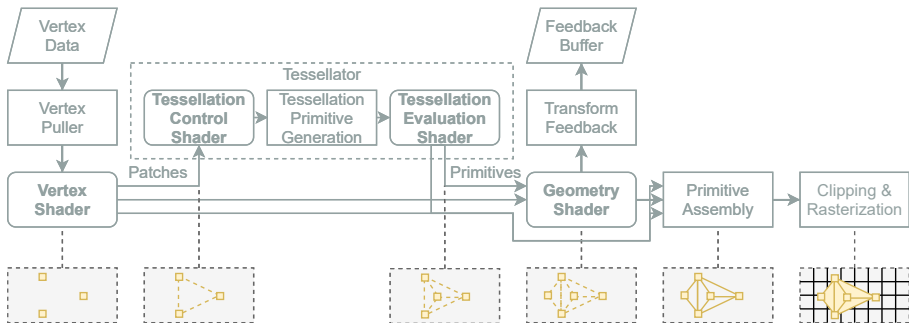 Vertex
Data
Feedback
Buffer
Tessellator
Vertex
Puller
Tessellation
Control
Shader
Tessellation
Primitive
Generation
Tessellation
Evaluation
Shader
Transform
Feedback
Patches
Primitives
Vertex
Shader
Geometry
Shader
Primitive
Assembly
Clipping &
Rasterization